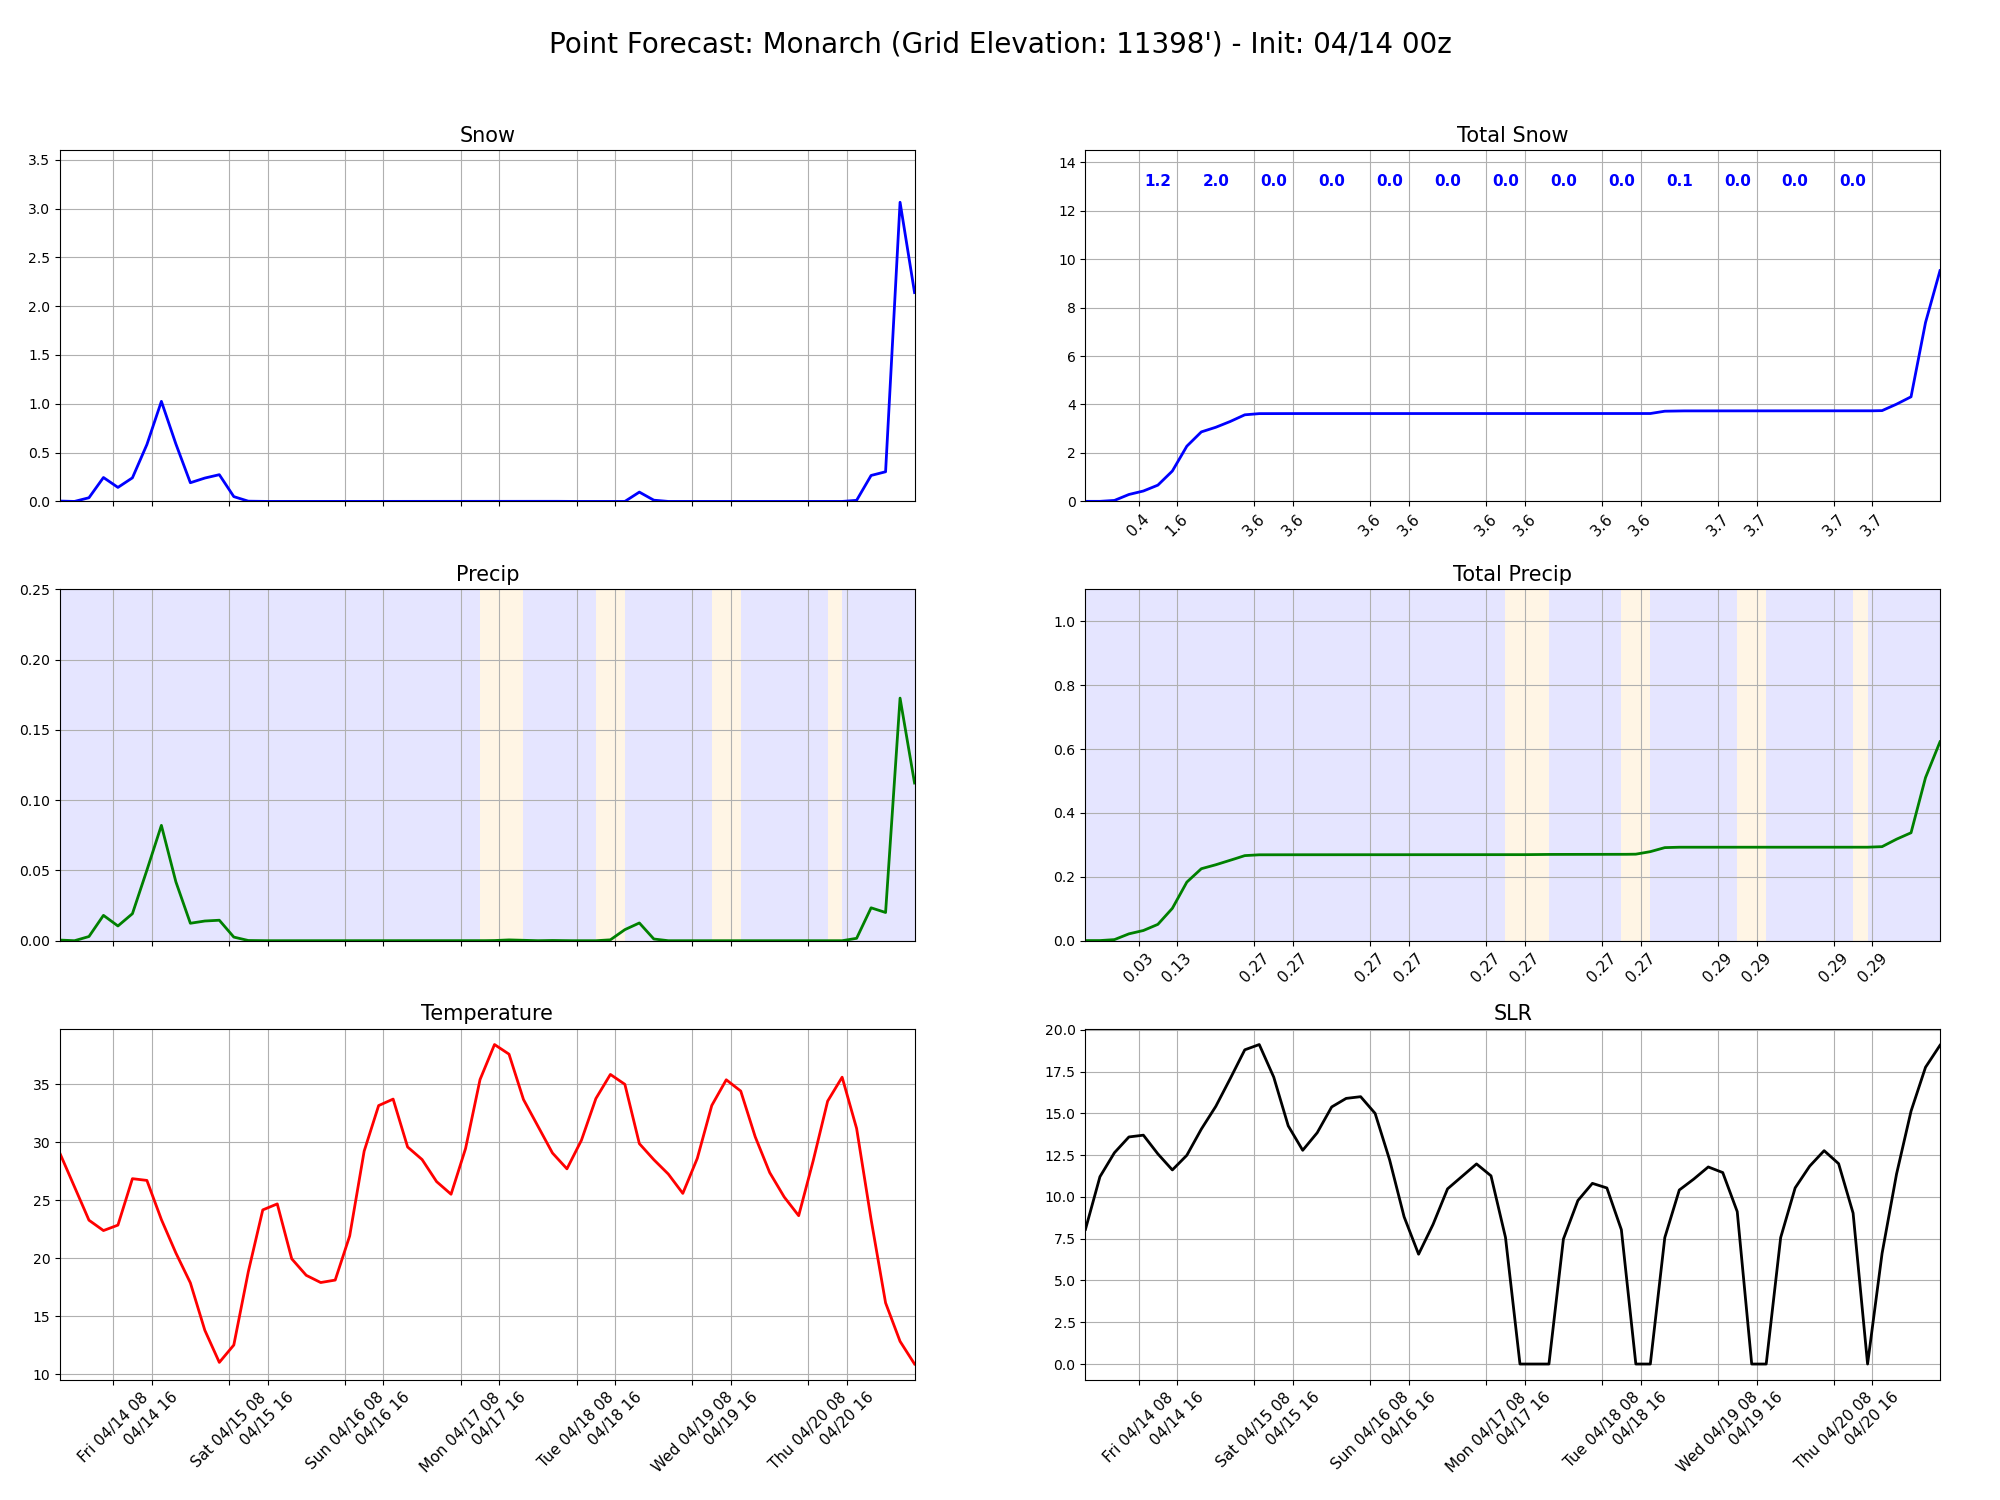 Point Forecast: Monarch (Grid Elevation: 11398') - Init: 04/14 00z
Snow
3.5
3.0
2.5
2.0
1.5
1.0
0.5
0.0
Total Snow
14
12
10
8
6
4
2
0
1.2 2.0 0.0 0.0 0.0 0.0 0.0 0.0 0.0 0.1 0.0 0.0 0.0
0.4 1.6 3.6 3.6 3.6 3.6 3.6 3.6 3.6 3.6 3.7 3.7 3.7 3.7
Precip
0.25
0.20
0.15
0.10
0.05
0.00
Total Precip
1.0
0.8
0.6
0.4
0.2
0.0
0.03 0.13 0.27 0.27 0.27 0.27 0.27 0.27 0.27 0.27 0.29 0.29 0.29 0.29
Temperature
35
30
25
20
15
10
Fri 04/14 08
04/14 16
Sat 04/15 08
04/15 16
Sun 04/16 08
04/16 16
Mon 04/17 08
04/17 16
Tue 04/18 08
04/18 16
Wed 04/19 08
04/19 16
Thu 04/20 08
04/20 16
SLR
20.0
17.5
15.0
12.5
10.0
7.5
5.0
2.5
0.0
Fri 04/14 08
04/14 16
Sat 04/15 08
04/15 16
Sun 04/16 08
04/16 16
Mon 04/17 08
04/17 16
Tue 04/18 08
04/18 16
Wed 04/19 08
04/19 16
Thu 04/20 08
04/20 16